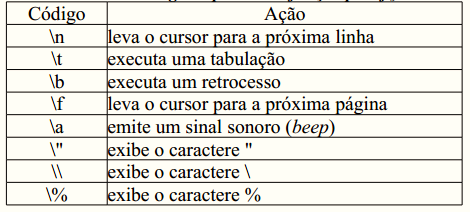 Código Ação
\n leva o cursor para a próxima linha
\t executa uma tabulação
\b executa um retrocesso
\f leva o cursor para a próxima página
\a emite um sinal sonoro (beep)
\" exibe o caractere "
\\ exibe o caractere \
\% exibe o caractere %